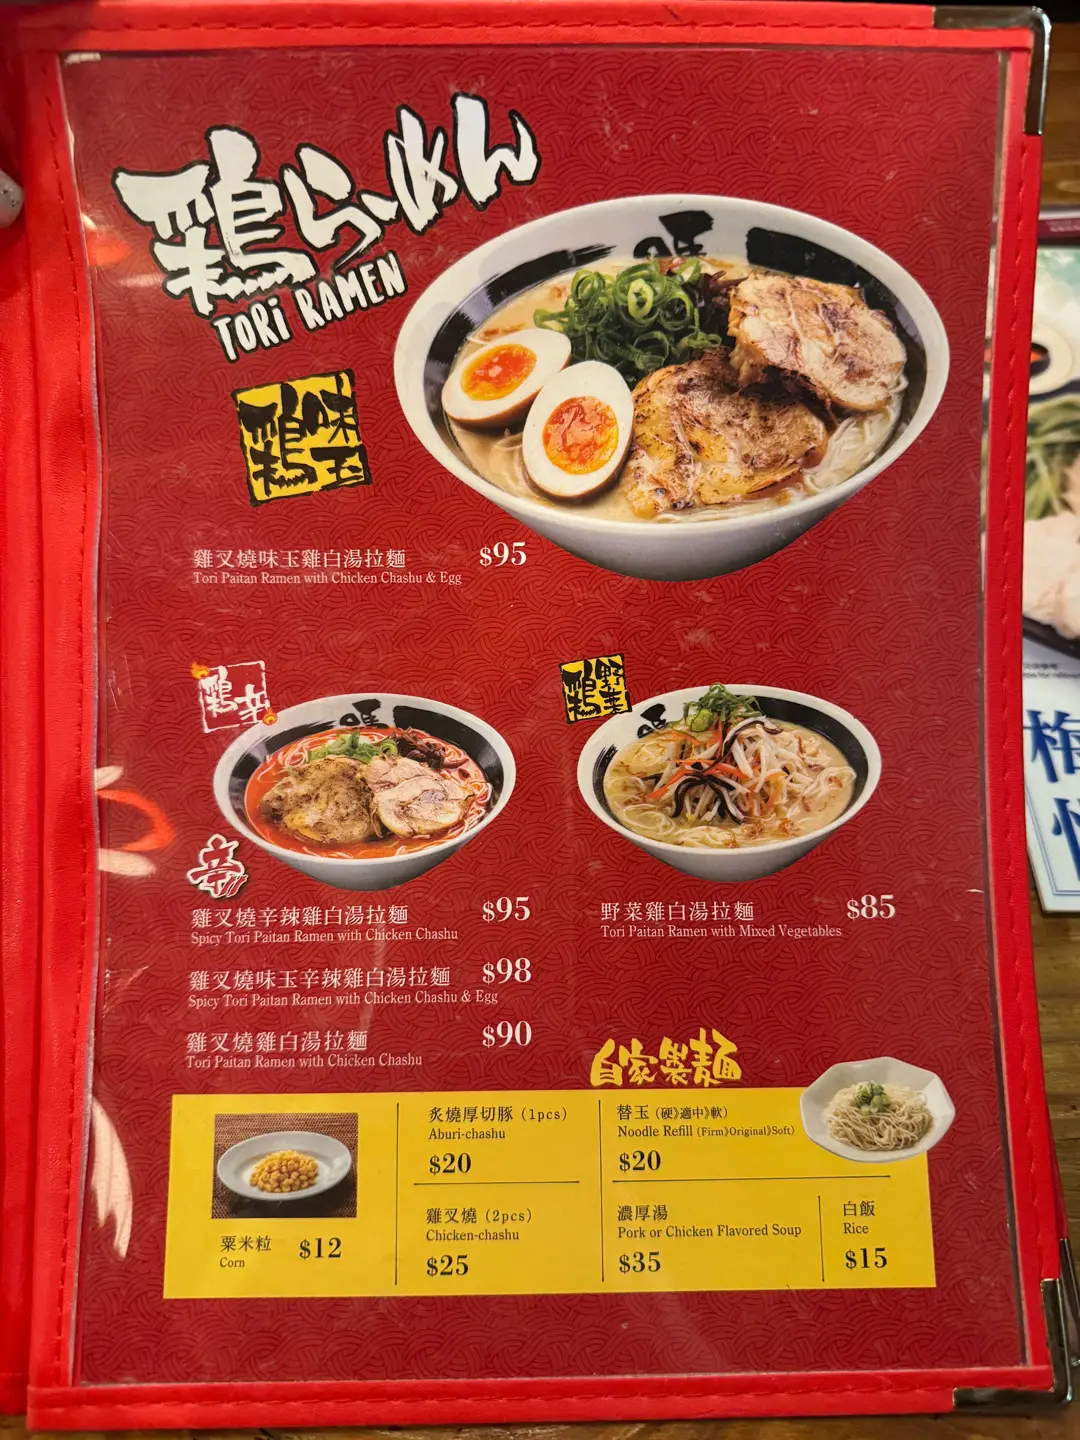 鶏らーめん
TORI RAMEN
鶏味玉
雞叉燒味玉雞白湯拉麵 $95
Tori Paitan Ramen with Chicken Chashu & Egg
鶏辛
辛
雞叉燒辛辣雞白湯拉麵 $95
Spicy Tori Paitan Ramen with Chicken Chashu
雞叉燒味玉辛辣雞白湯拉麵 $98
Spicy Tori Paitan Ramen with Chicken Chashu & Egg
雞叉燒雞白湯拉麵 $90
Tori Paitan Ramen with Chicken Chashu
鶏野菜
野菜雞白湯拉麵 $85
Tori Paitan Ramen with Mixed Vegetables
自家製麺
粟米粒 $12
Corn
炙燒厚切豚 (1pcs)
Aburi-chashu
$20
雞叉燒 (2pcs)
Chicken-chashu
$25
替玉 (硬》適中》軟)
Noodle Refill (Firm》Original》Soft)
$20
濃厚湯
Pork or Chicken Flavored Soup
$35
白飯
Rice
$15
梅